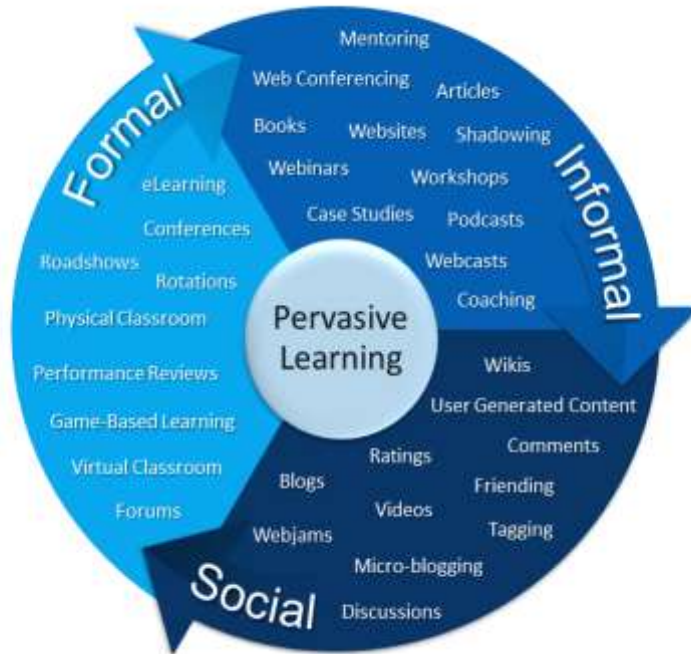 Formal
eLearning
Conferences
Roadshows
Rotations
Physical Classroom
Performance Reviews
Game-Based Learning
Virtual Classroom
Forums
Informal
Mentoring
Web Conferencing
Articles
Books
Websites
Shadowing
Webinars
Workshops
Case Studies
Podcasts
Webcasts
Coaching
Pervasive
Learning
Social
Wikis
User Generated Content
Comments
Ratings
Friending
Blogs
Videos
Tagging
Webjams
Micro-blogging
Discussions